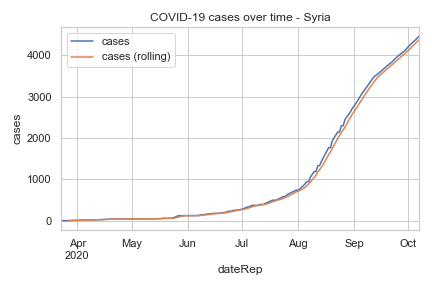 COVID-19 cases over time - Syria
cases
cases (rolling)
4000
3000
2000
1000
0
cases
Apr
2020
May
Jun
Jul
Aug
Sep
Oct
dateRep